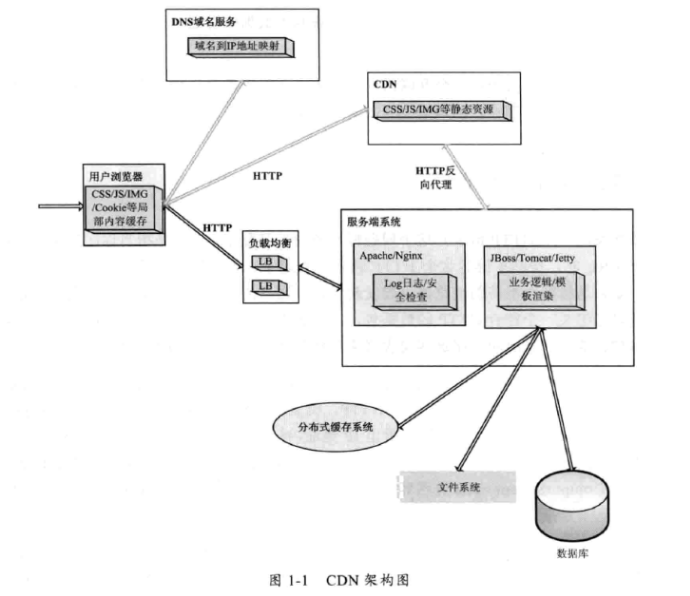 DNS域名服务
域名到IP地址映射
CDN
CSS/JS/IMG等静态资源
用户浏览器
CSS/JS/IMG
/Cookie等局
部内容缓存
HTTP
HTTP反
向代理
HTTP
服务端系统
负载均衡
LB
LB
Apache/Nginx
Log日志/安
全检查
JBoss/Tomcat/Jetty
业务逻辑/模
板渲染
分布式缓存系统
文件系统
数据库
图 1-1 CDN 架构图